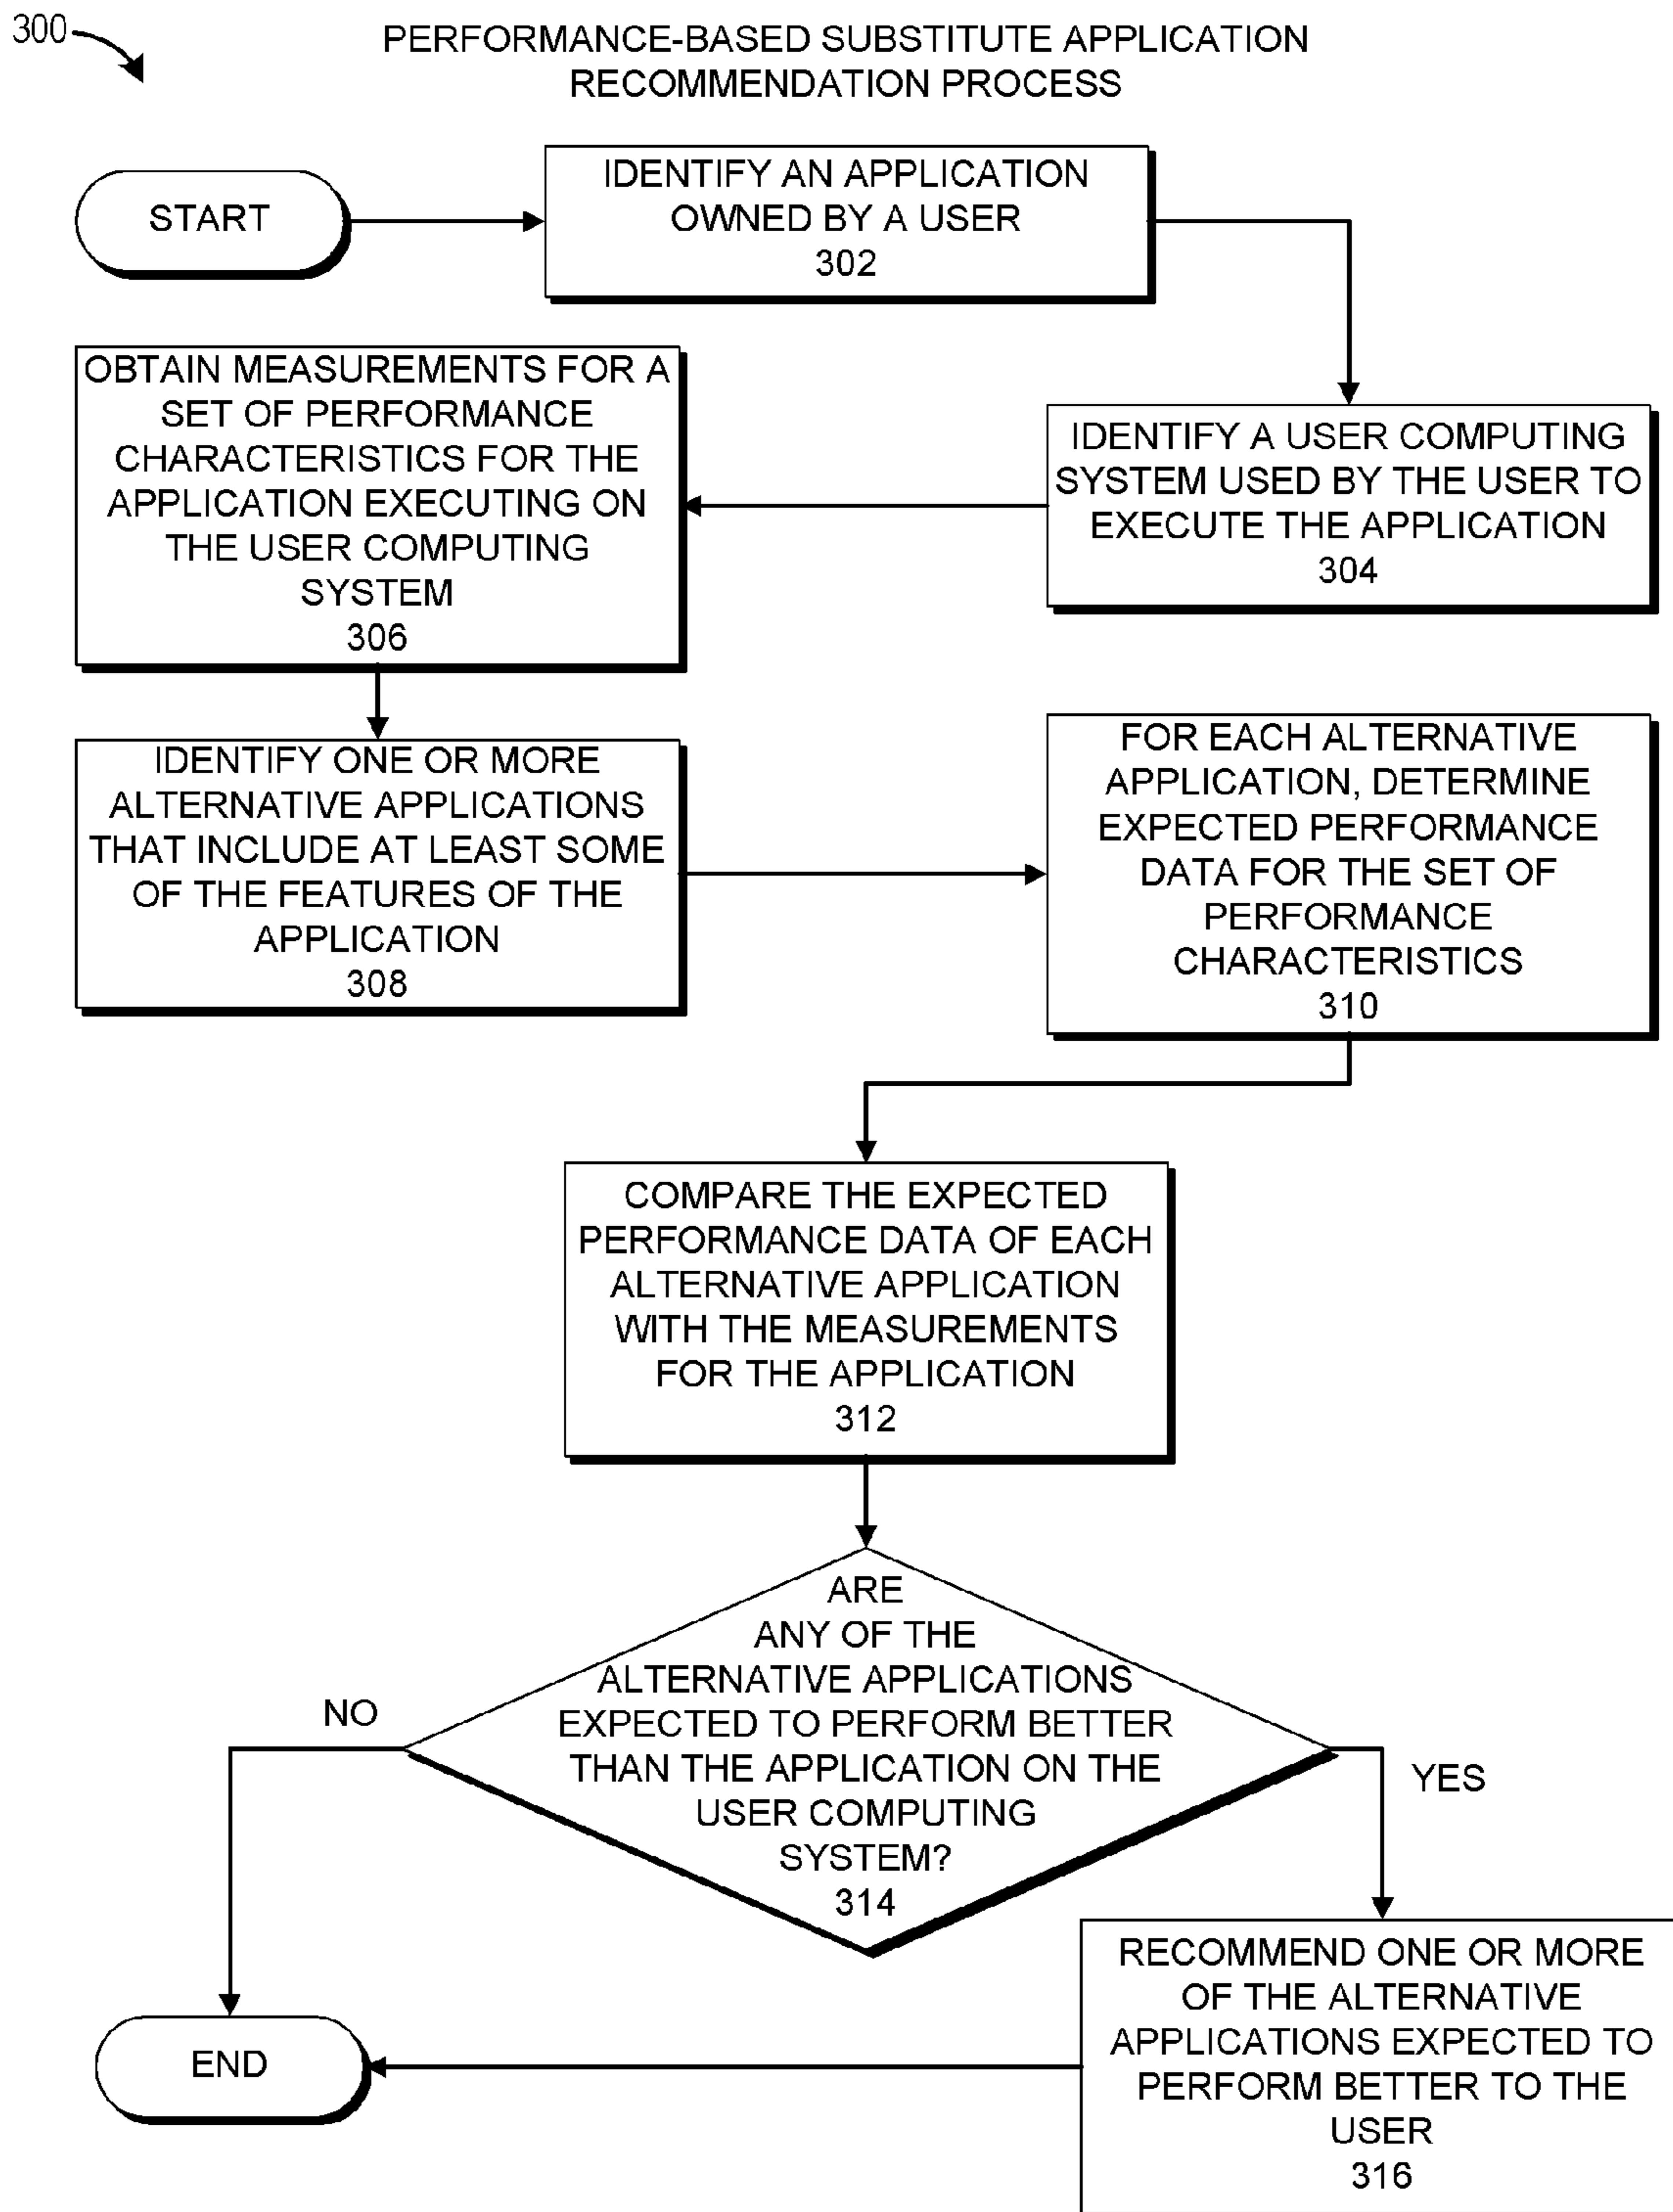 300
PERFORMANCE-BASED SUBSTITUTE APPLICATION
RECOMMENDATION PROCESS
START
IDENTIFY AN APPLICATION
OWNED BY A USER
302
IDENTIFY A USER COMPUTING
SYSTEM USED BY THE USER TO
EXECUTE THE APPLICATION
304
OBTAIN MEASUREMENTS FOR A
SET OF PERFORMANCE
CHARACTERISTICS FOR THE
APPLICATION EXECUTING ON
THE USER COMPUTING
SYSTEM
306
IDENTIFY ONE OR MORE
ALTERNATIVE APPLICATIONS
THAT INCLUDE AT LEAST SOME
OF THE FEATURES OF THE
APPLICATION
308
FOR EACH ALTERNATIVE
APPLICATION, DETERMINE
EXPECTED PERFORMANCE
DATA FOR THE SET OF
PERFORMANCE
CHARACTERISTICS
310
COMPARE THE EXPECTED
PERFORMANCE DATA OF EACH
ALTERNATIVE APPLICATION
WITH THE MEASUREMENTS
FOR THE APPLICATION
312
ARE
ANY OF THE
ALTERNATIVE APPLICATIONS
EXPECTED TO PERFORM BETTER
THAN THE APPLICATION ON THE
USER COMPUTING
SYSTEM?
314
NO
YES
RECOMMEND ONE OR MORE
OF THE ALTERNATIVE
APPLICATIONS EXPECTED TO
PERFORM BETTER TO THE
USER
316
END